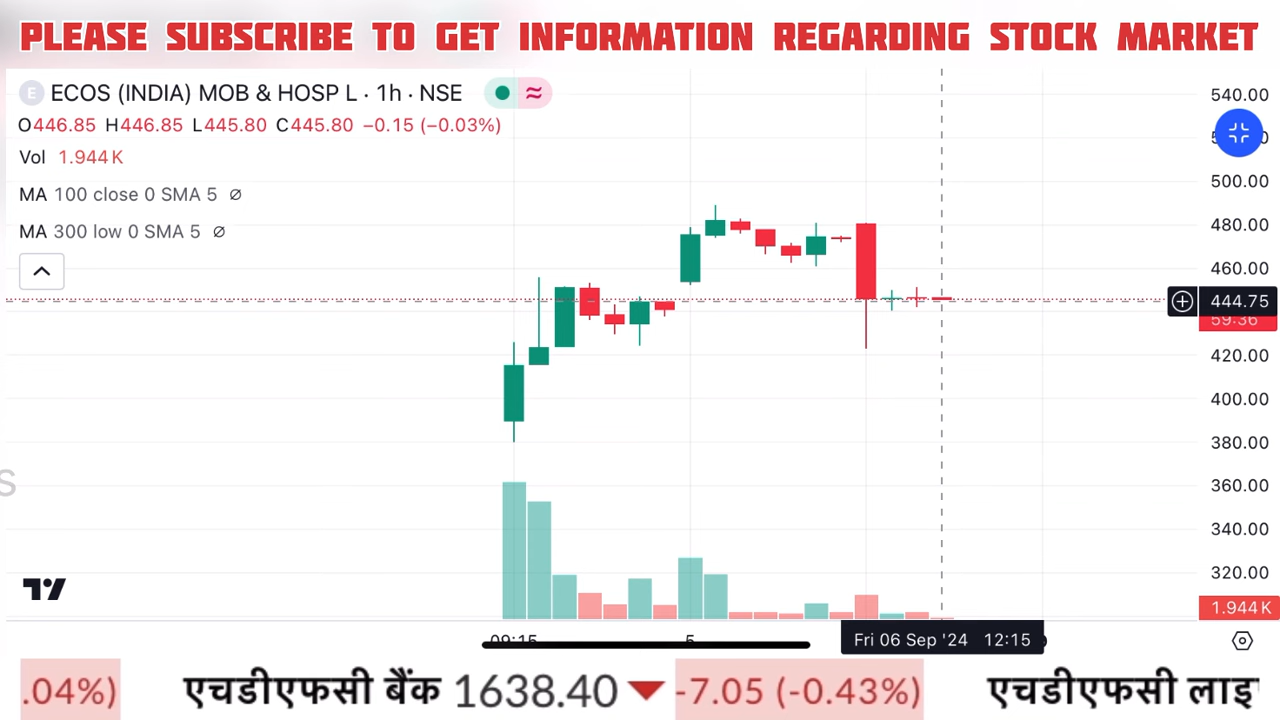 PLEASE SUBSCRIBE TO GET INFORMATION REGARDING STOCK MARKET
E ECOS (INDIA) MOB & HOSP L · 1h · NSE
O446.85 H446.85 L445.80 C445.80 −0.15 (−0.03%)
Vol 1.944K
MA 100 close 0 SMA 5 ∅
MA 300 low 0 SMA 5 ∅
540.00
500.00
480.00
460.00
444.75
59:36
420.00
400.00
380.00
360.00
340.00
320.00
1.944K
S
09:15 5 Fri 06 Sep '24 12:15
.04%) एचडीएफसी बैंक 1638.40 -7.05 (-0.43%) एचडीएफसी लाइ